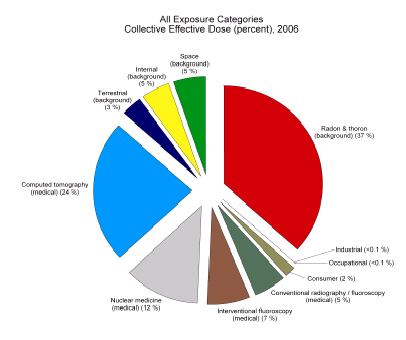 All Exposure Categories
Collective Effective Dose (percent), 2006
Space
(background)
(5 %)
Internal
(background)
(5 %)
Terrestrial
(background)
(3 %)
Radon & thoron
(background) (37 %)
Computed tomography
(medical) (24 %)
Industrial (<0.1 %)
Occupational (<0.1 %)
Consumer (2 %)
Conventional radiography / fluoroscopy
(medical) (5 %)
Nuclear medicine
(medical) (12 %)
Interventional fluoroscopy
(medical) (7 %)